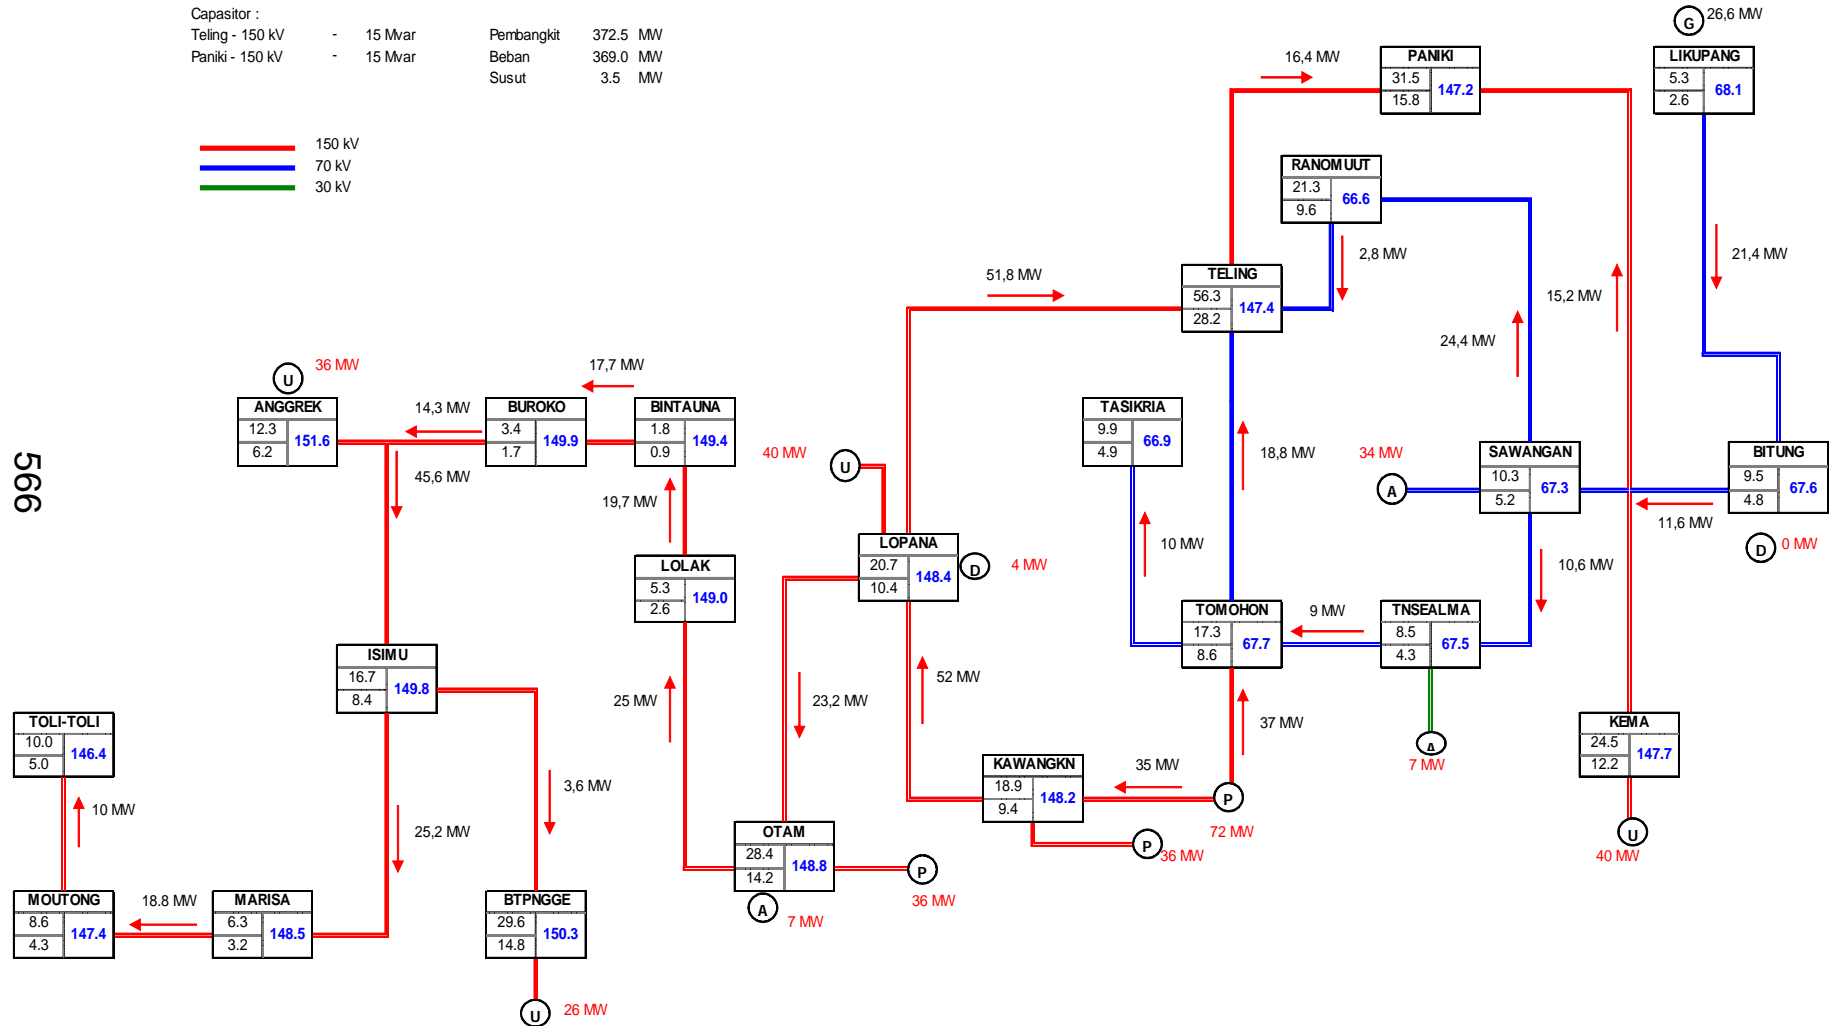 Capasitor :
Teling - 150 kV - 15 Mvar Pembangkit 372.5 MW
Paniki - 150 kV - 15 Mvar Beban 369.0 MW
Susut 3.5 MW
150 kV
70 kV
30 kV
566
G 26,6 MW
LIKUPANG
5.3
2.6
68.1
21,4 MW
16,4 MW
PANIKI
31.5
15.8
147.2
RANOMUUT
21.3
9.6
66.6
2,8 MW
51,8 MW
TELING
56.3
28.2
147.4
15,2 MW
24,4 MW
U 36 MW
17,7 MW
ANGGREK
12.3
6.2
151.6
14,3 MW
BUROKO
3.4
1.7
149.9
BINTAUNA
1.8
0.9
149.4
45,6 MW
19,7 MW
40 MW
U
TASIKRIA
9.9
4.9
66.9
18,8 MW
10 MW
34 MW
A
SAWANGAN
10.3
5.2
67.3
BITUNG
9.5
4.8
67.6
11,6 MW
D 0 MW
10,6 MW
LOLAK
5.3
2.6
149.0
LOPANA
20.7
10.4
148.4
D 4 MW
TOMOHON
17.3
8.6
67.7
9 MW
TNSEALMA
8.5
4.3
67.5
A
7 MW
ISIMU
16.7
8.4
149.8
25 MW
23,2 MW
52 MW
37 MW
KEMA
24.5
12.2
147.7
U
40 MW
TOLI-TOLI
10.0
5.0
146.4
10 MW
25,2 MW
3,6 MW
KAWANGKN
18.9
9.4
148.2
35 MW
P
72 MW
P
36 MW
OTAM
28.4
14.2
148.8
P
36 MW
A 7 MW
MOUTONG
8.6
4.3
147.4
18.8 MW
MARISA
6.3
3.2
148.5
BTPNGGE
29.6
14.8
150.3
U 26 MW